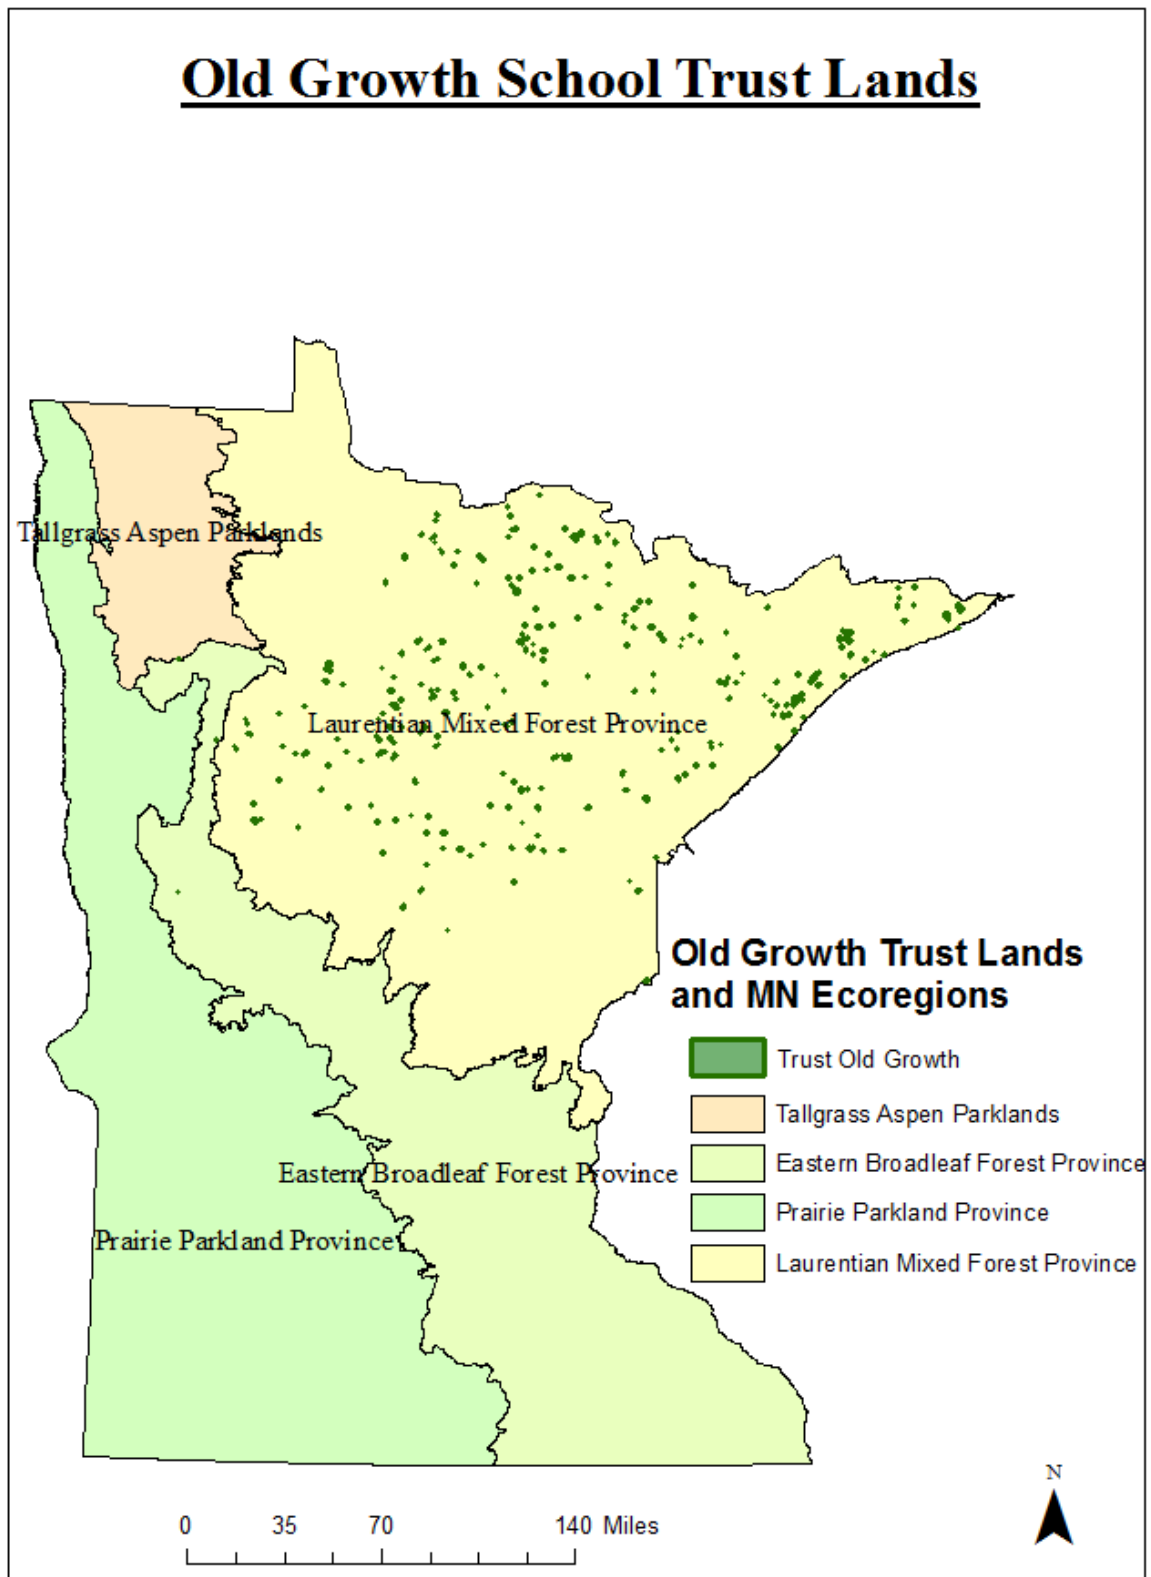 Old Growth School Trust Lands
Tallgrass Aspen Parklands
Laurentian Mixed Forest Province
Old Growth Trust Lands
and MN Ecoregions
Trust Old Growth
Tallgrass Aspen Parklands
Eastern Broadleaf Forest Province
Prairie Parkland Province
Laurentian Mixed Forest Province
Eastern Broadleaf Forest Province
Prairie Parkland Province
N
0 35 70 140 Miles